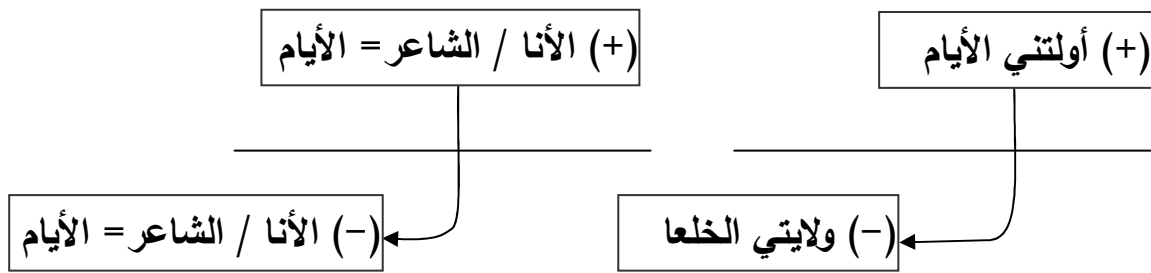 (+) أولتني الأيام
(+) الأنا / الشاعر = الأيام
(−) ولايتي الخلعا
(−) الأنا / الشاعر = الأيام